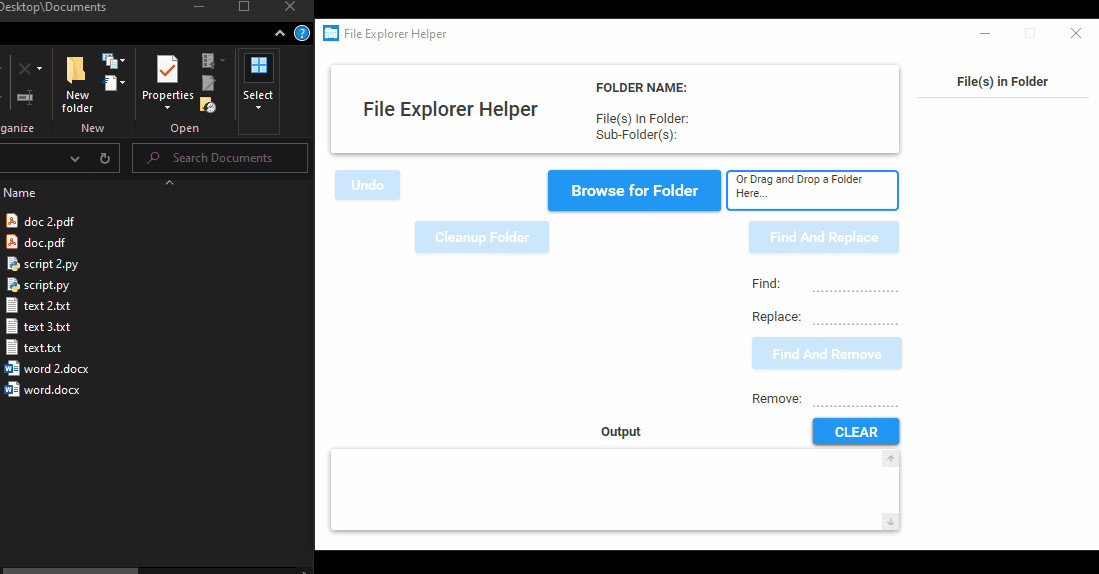 Desktop\Documents
?
New
folder
Properties
Select
ganize
New
Open
Search Documents
Name
doc 2.pdf
doc.pdf
script 2.py
script.py
text 2.txt
text 3.txt
text.txt
word 2.docx
word.docx
File Explorer Helper
File Explorer Helper
FOLDER NAME:
File(s) In Folder:
Sub-Folder(s):
Undo
Browse for Folder
Or Drag and Drop a Folder
Here...
Cleanup Folder
Find And Replace
Find:
Replace:
Find And Remove
Remove:
Output
CLEAR
File(s) in Folder